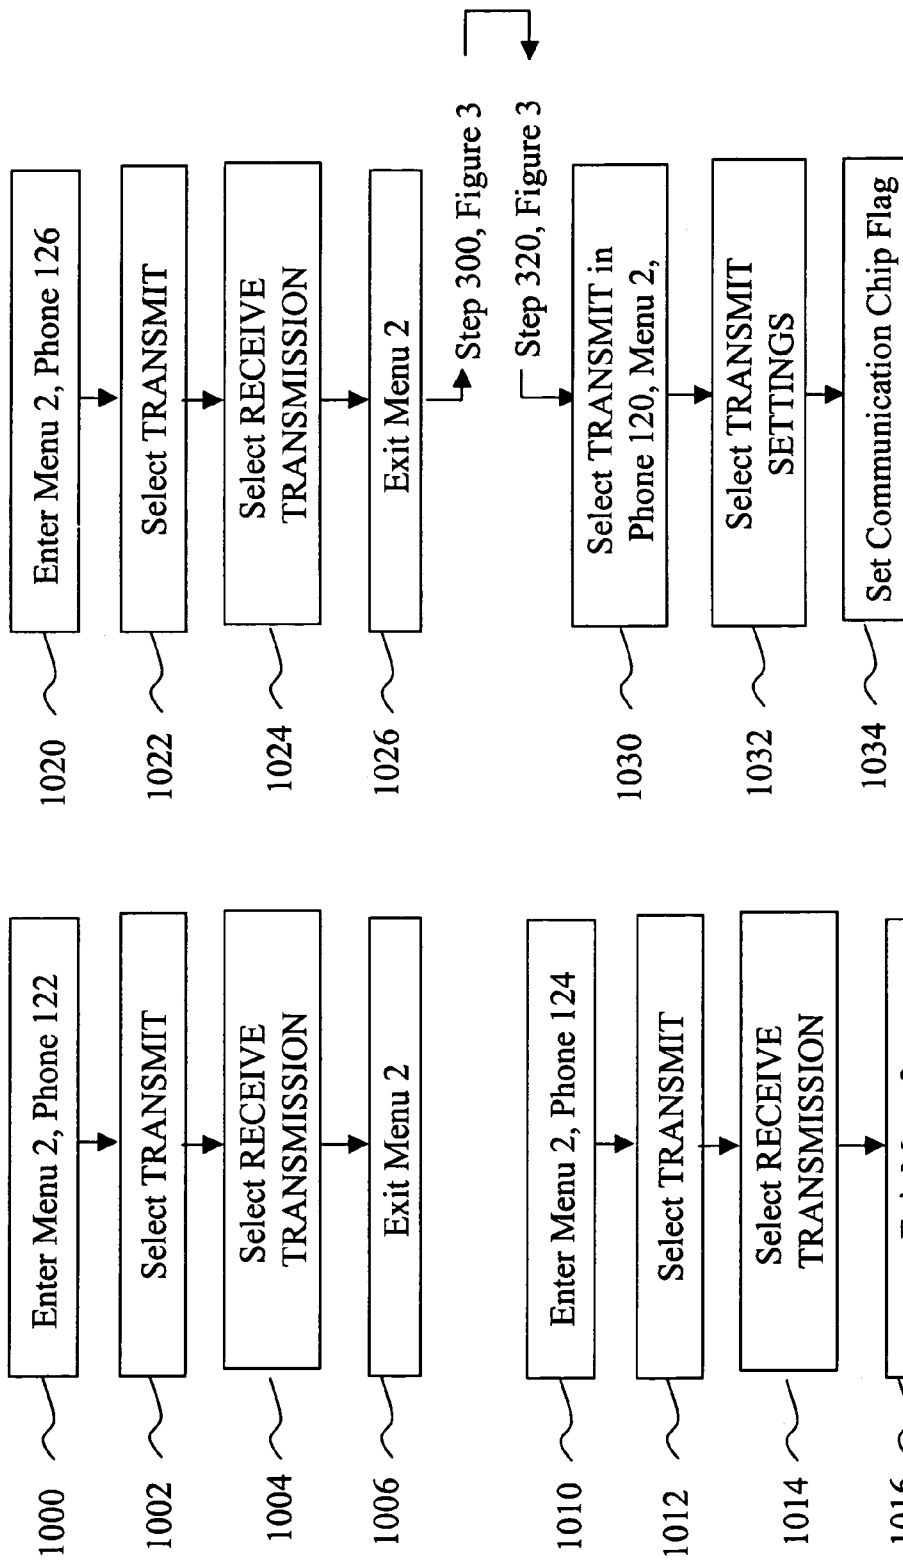 1000
Enter Menu 2, Phone 122
1002
Select TRANSMIT
1004
Select RECEIVE
TRANSMISSION
1006
Exit Menu 2
1010
Enter Menu 2, Phone 124
1012
Select TRANSMIT
1014
Select RECEIVE
TRANSMISSION
1016
1020
Enter Menu 2, Phone 126
1022
Select TRANSMIT
1024
Select RECEIVE
TRANSMISSION
1026
Exit Menu 2
Step 300, Figure 3
Step 320, Figure 3
1030
Select TRANSMIT in
Phone 120, Menu 2,
1032
Select TRANSMIT
SETTINGS
1034
Set Communication Chip Flag